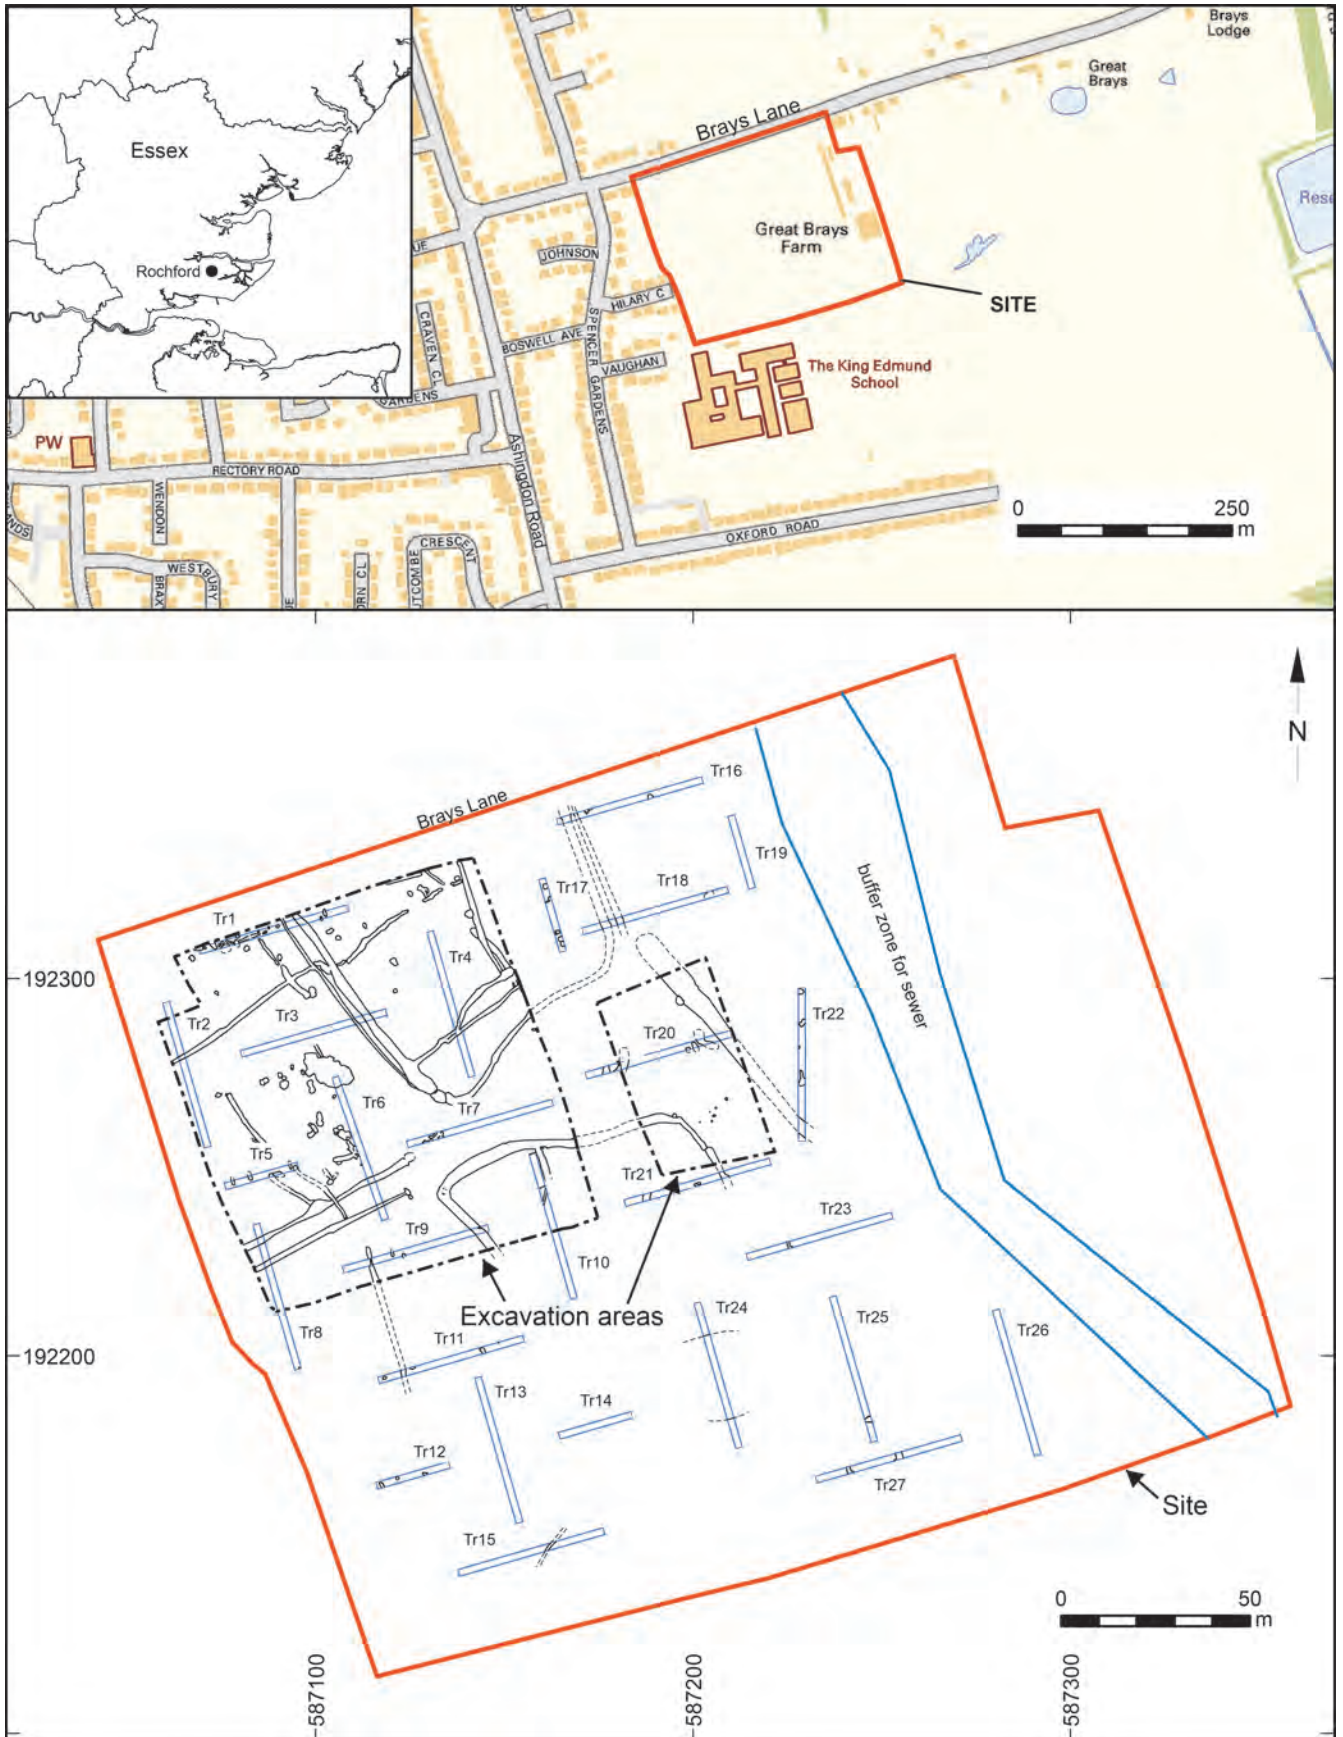 Essex
Rochford
Brays
Lodge
Great
Brays
Brays Lane
Great Brays
Farm
SITE
JOHNSON
HILARY C
BOSWELL AVE
SPENCER GARDENS
VAUGHAN
CRAVEN CL
The King Edmund
School
PW
RECTORY ROAD
Ashingdon Road
WENDON
WESTBURY
BRAX
CRESCENT
OXFORD ROAD
0 250
m
N
Brays Lane
Tr16
Tr19
Tr17
Tr18
Tr1
Tr4
Tr2
Tr3
Tr20
Tr22
Tr6
Tr7
Tr5
Tr21
Tr9
Tr23
Tr10
Tr8
Tr24
Tr25
Tr26
Tr11
Tr13
Tr14
Tr12
Tr27
Tr15
buffer zone for sewer
Excavation areas
Site
192300
192200
0 50
m
587100
587200
587300